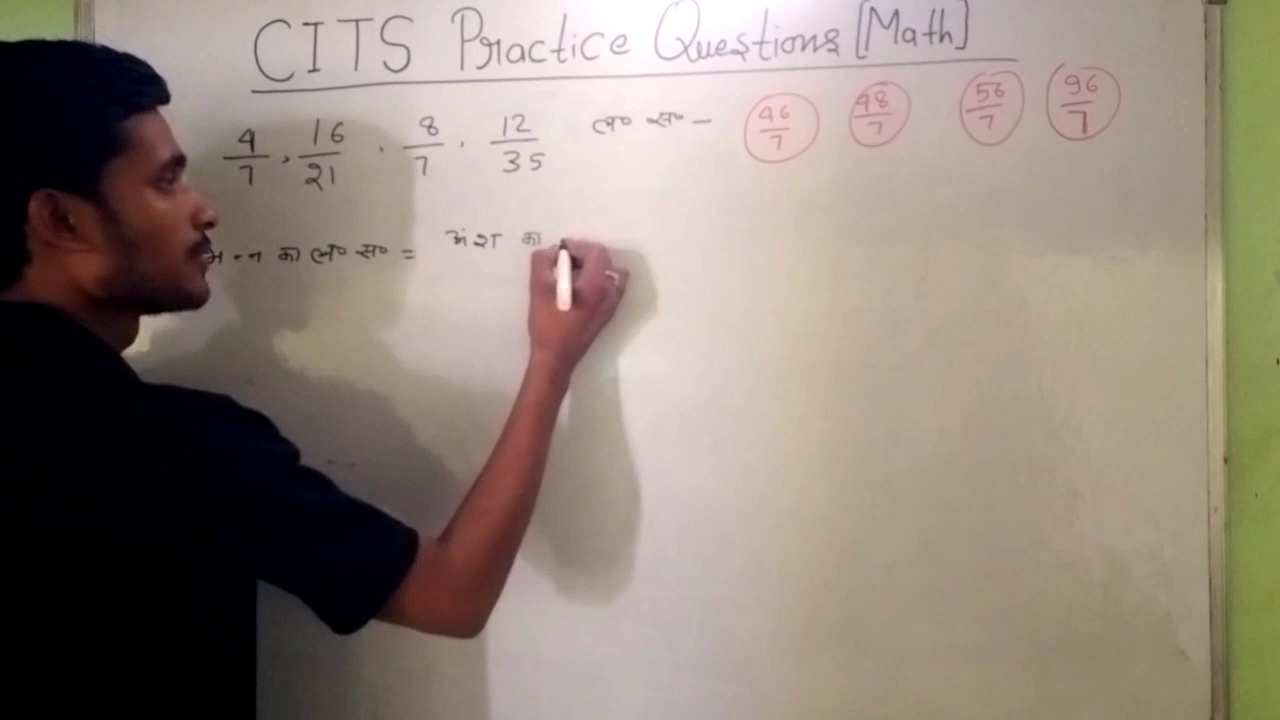 CITS Practice Questions [Math]
4/7, 16/21, 8/7, 12/35 ल० स० – 46/7 48/7 56/7 96/7
का ल० स० = अंश का